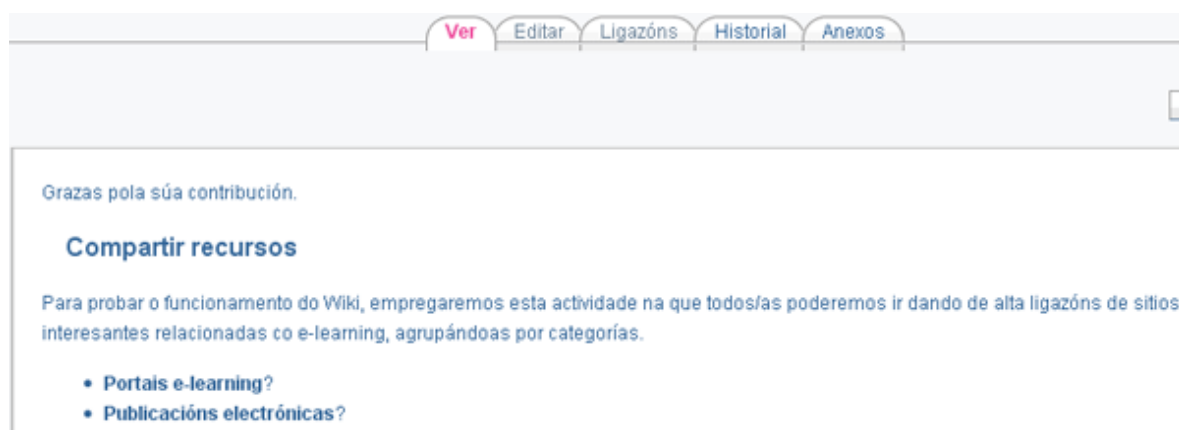 Ver Editar Ligazóns Historial Anexos
Grazas pola súa contribución.
Compartir recursos
Para probar o funcionamento do Wiki, empregaremos esta actividade na que todos/as poderemos ir dando de alta ligazóns de sitios
interesantes relacionadas co e-learning, agrupándoas por categorías.
• Portais e-learning?
• Publicacións electrónicas?